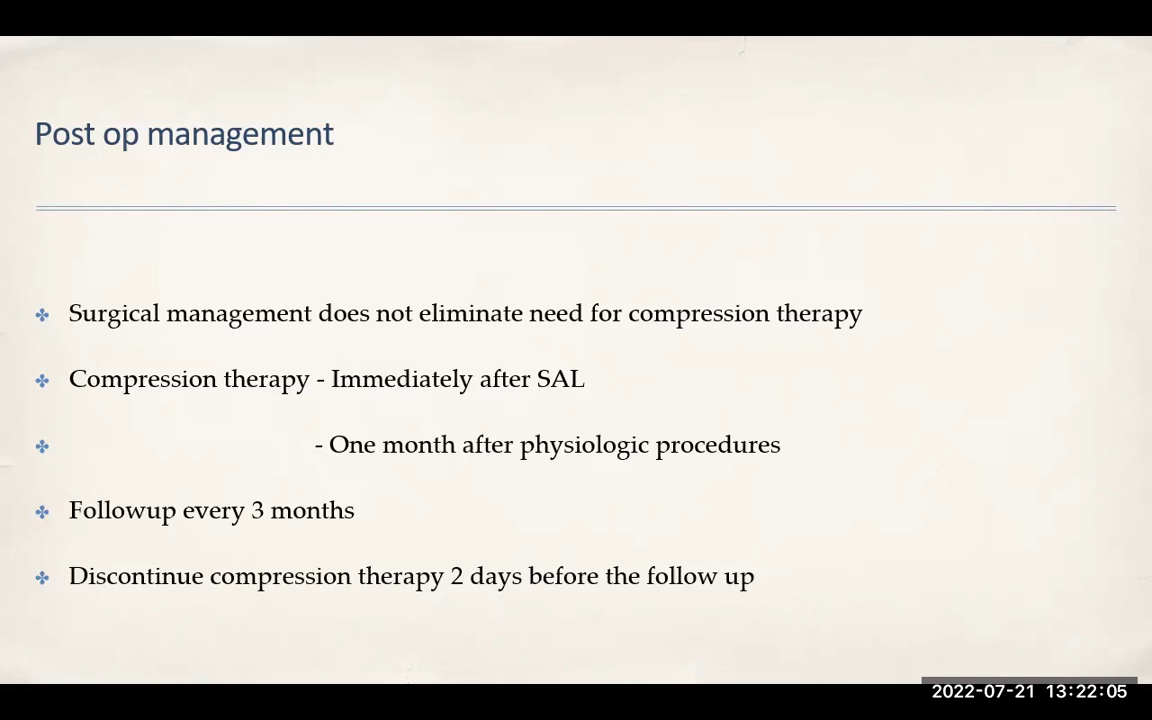 Post op management
Surgical management does not eliminate need for compression therapy
Compression therapy - Immediately after SAL
- One month after physiologic procedures
Followup every 3 months
Discontinue compression therapy 2 days before the follow up
2022-07-21 13:22:05